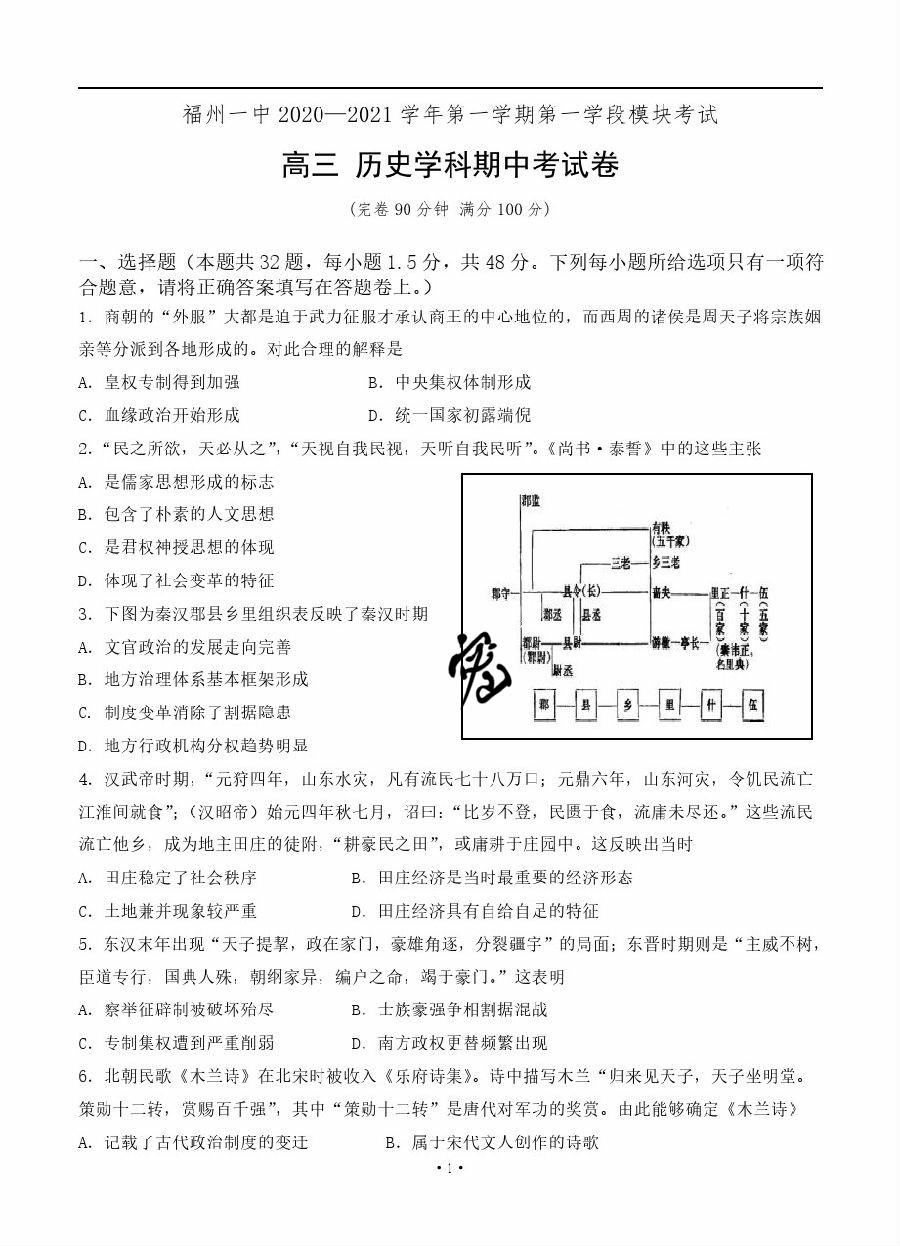 福州一中 2020—2021 学年第一学期第一学段模块考试
高三 历史学科期中考试卷
(完卷 90 分钟 满分 100 分)
一、选择题（本题共 32 题，每小题 1.5 分，共 48 分。下列每小题所给选项只有一项符
合题意，请将正确答案填写在答题卷上。）
1．商朝的“外服”大都是迫于武力征服才承认商王的中心地位的，而西周的诸侯是周天子将宗族姻
亲等分派到各地形成的。对此合理的解释是
A．皇权专制得到加强 B．中央集权体制形成
C．血缘政治开始形成 D．统一国家初露端倪
2．“民之所欲，天必从之”，“天视自我民视，天听自我民听”。《尚书·泰誓》中的这些主张
A．是儒家思想形成的标志
B．包含了朴素的人文思想
C．是君权神授思想的体现
D．体现了社会变革的特征
3．下图为秦汉郡县乡里组织表反映了秦汉时期
A．文官政治的发展走向完善
B．地方治理体系基本框架形成
C．制度变革消除了割据隐患
D．地方行政机构分权趋势明显
郡监
有秩
(五千家)
三老 乡三老
郡守 县令(长) 啬夫 里正 什 伍
(百家) (十家) (五家)
郡丞 县丞
郡尉 县尉 游徼 亭长
(郡尉) (秦讳正，名里典)
尉丞
郡 县 乡 里 什 伍
4．汉武帝时期，“元狩四年，山东水灾，凡有流民七十八万口；元鼎六年，山东河灾，令饥民流亡
江淮间就食”；（汉昭帝）始元四年秋七月，诏曰：“比岁不登，民匮于食，流庸未尽还。”这些流民
流亡他乡，成为地主田庄的徒附，“耕豪民之田”，或庸耕于庄园中。这反映出当时
A．田庄稳定了社会秩序 B．田庄经济是当时最重要的经济形态
C．土地兼并现象较严重 D．田庄经济具有自给自足的特征
5．东汉末年出现“天子提挈，政在家门，豪雄角逐，分裂疆宇”的局面；东晋时期则是“主威不树，
臣道专行，国典人殊，朝纲家异，编户之命，竭于豪门。”这表明
A．察举征辟制被破坏殆尽 B．士族豪强争相割据混战
C．专制集权遭到严重削弱 D．南方政权更替频繁出现
6．北朝民歌《木兰诗》在北宋时被收入《乐府诗集》。诗中描写木兰“归来见天子，天子坐明堂。
策勋十二转，赏赐百千强”，其中“策勋十二转”是唐代对军功的奖赏。由此能够确定《木兰诗》
A．记载了古代政治制度的变迁 B．属于宋代文人创作的诗歌
·1·